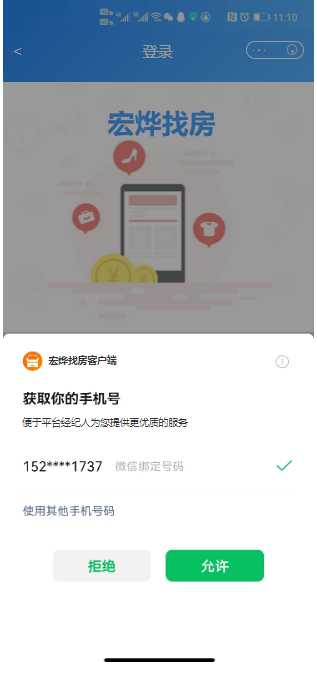 11:10
<
登录
宏烨找房
宏烨找房客户端
获取你的手机号
便于平台经纪人为您提供更优质的服务
152****1737 微信绑定号码
使用其他手机号码
拒绝 允许